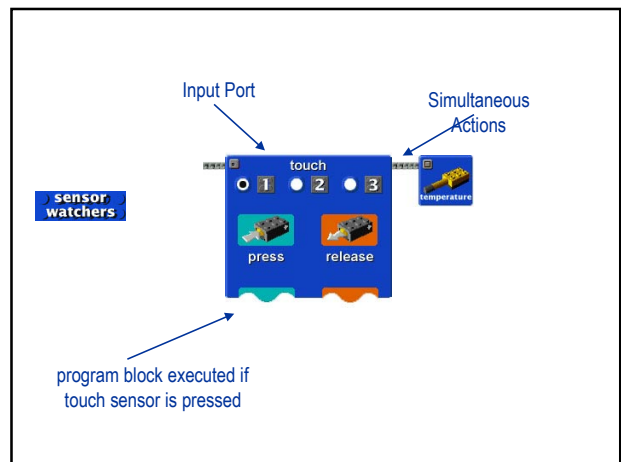 Input Port
Simultaneous
Actions
touch
1 2 3
temperature
sensor
watchers
press release
program block executed if
touch sensor is pressed